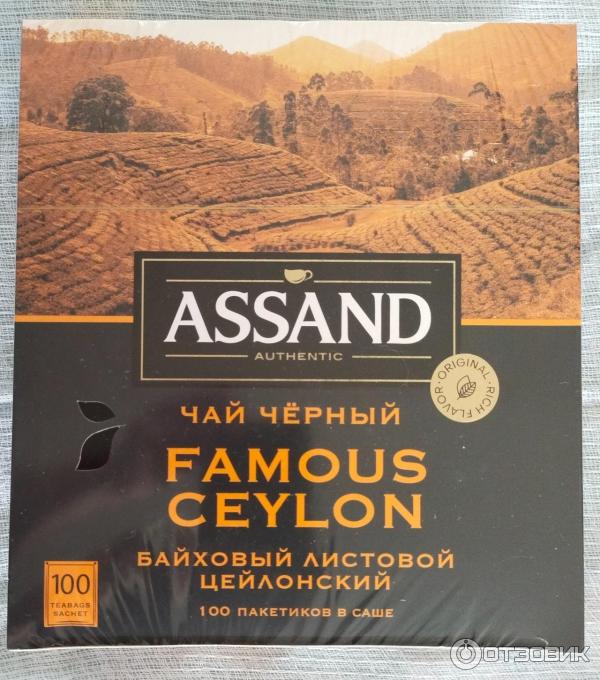 ASSAND
AUTHENTIC
ORIGINAL · RICH FLAVOR ·
ЧАЙ ЧЁРНЫЙ
FAMOUS
CEYLON
БАЙХОВЫЙ ЛИСТОВОЙ
ЦЕЙЛОНСКИЙ
100 ПАКЕТИКОВ В САШЕ
100
TEABAGS
SACHET
ОТЗОВИК